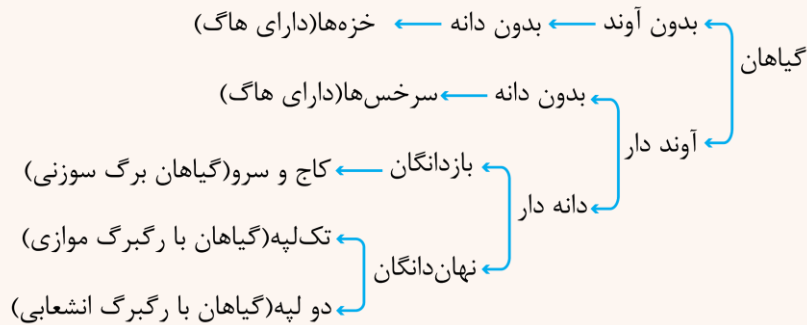 بدون آوند بدون دانه خزه‌ها(دارای هاگ)
گیاهان
بدون دانه سرخس‌ها(دارای هاگ)
آوند دار
بازدانگان کاج و سرو(گیاهان برگ سوزنی)
دانه دار
تک‌لپه(گیاهان با رگبرگ موازی)
نهان‌دانگان
دو لپه(گیاهان با رگبرگ انشعابی)